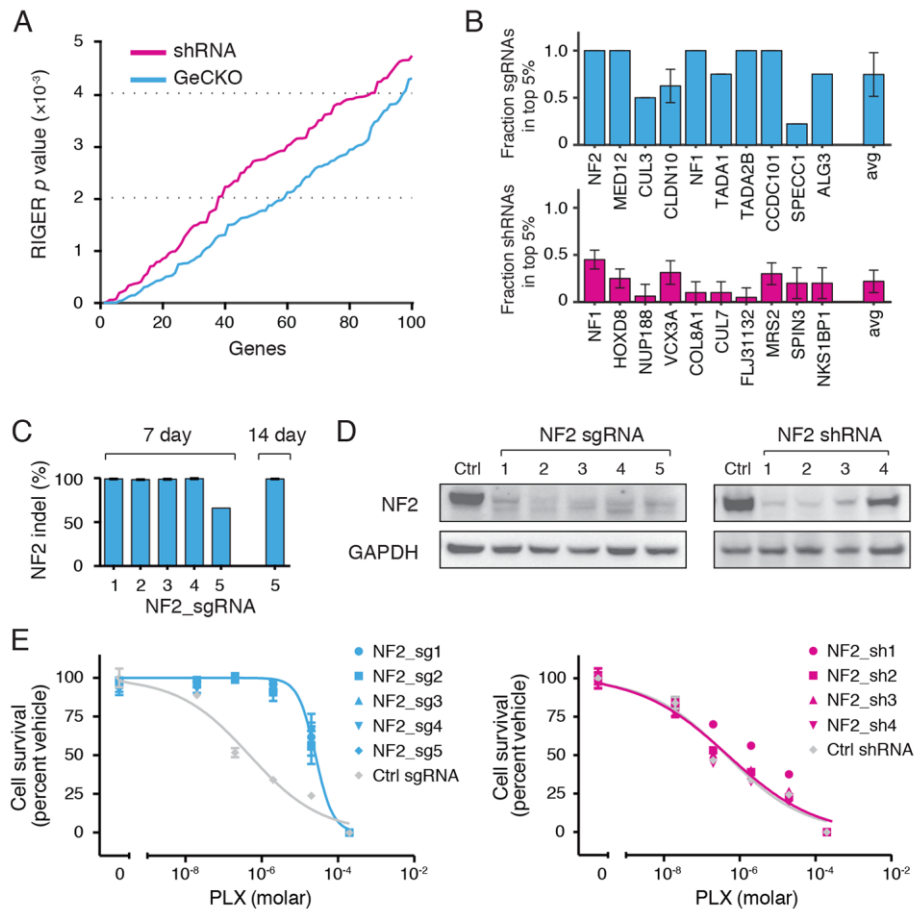 A
shRNA
GeCKO
RIGER p value (×10⁻³)
5
4
3
2
1
0
0 20 40 60 80 100
Genes
B
Fraction sgRNAs
in top 5%
1.0
0.5
0
NF2
MED12
CUL3
CLDN10
NF1
TADA1
TADA2B
CCDC101
SPECC1
ALG3
avg
Fraction shRNAs
in top 5%
1.0
0.5
0
NF1
HOXD8
NUP188
VCX3A
COL8A1
CUL7
FLJ31132
MRS2
SPIN3
NKS1BP1
avg
C
7 day 14 day
NF2 indel (%)
100
50
0
1 2 3 4 5 5
NF2_sgRNA
D
NF2 sgRNA
Ctrl 1 2 3 4 5
NF2 shRNA
Ctrl 1 2 3 4
NF2
GAPDH
E
Cell survival
(percent vehicle)
100
75
50
25
0
0 10⁻⁸ 10⁻⁶ 10⁻⁴ 10⁻²
PLX (molar)
NF2_sg1
NF2_sg2
NF2_sg3
NF2_sg4
NF2_sg5
Ctrl sgRNA
Cell survival
(percent vehicle)
100
75
50
25
0
0 10⁻⁸ 10⁻⁶ 10⁻⁴ 10⁻²
PLX (molar)
NF2_sh1
NF2_sh2
NF2_sh3
NF2_sh4
Ctrl shRNA